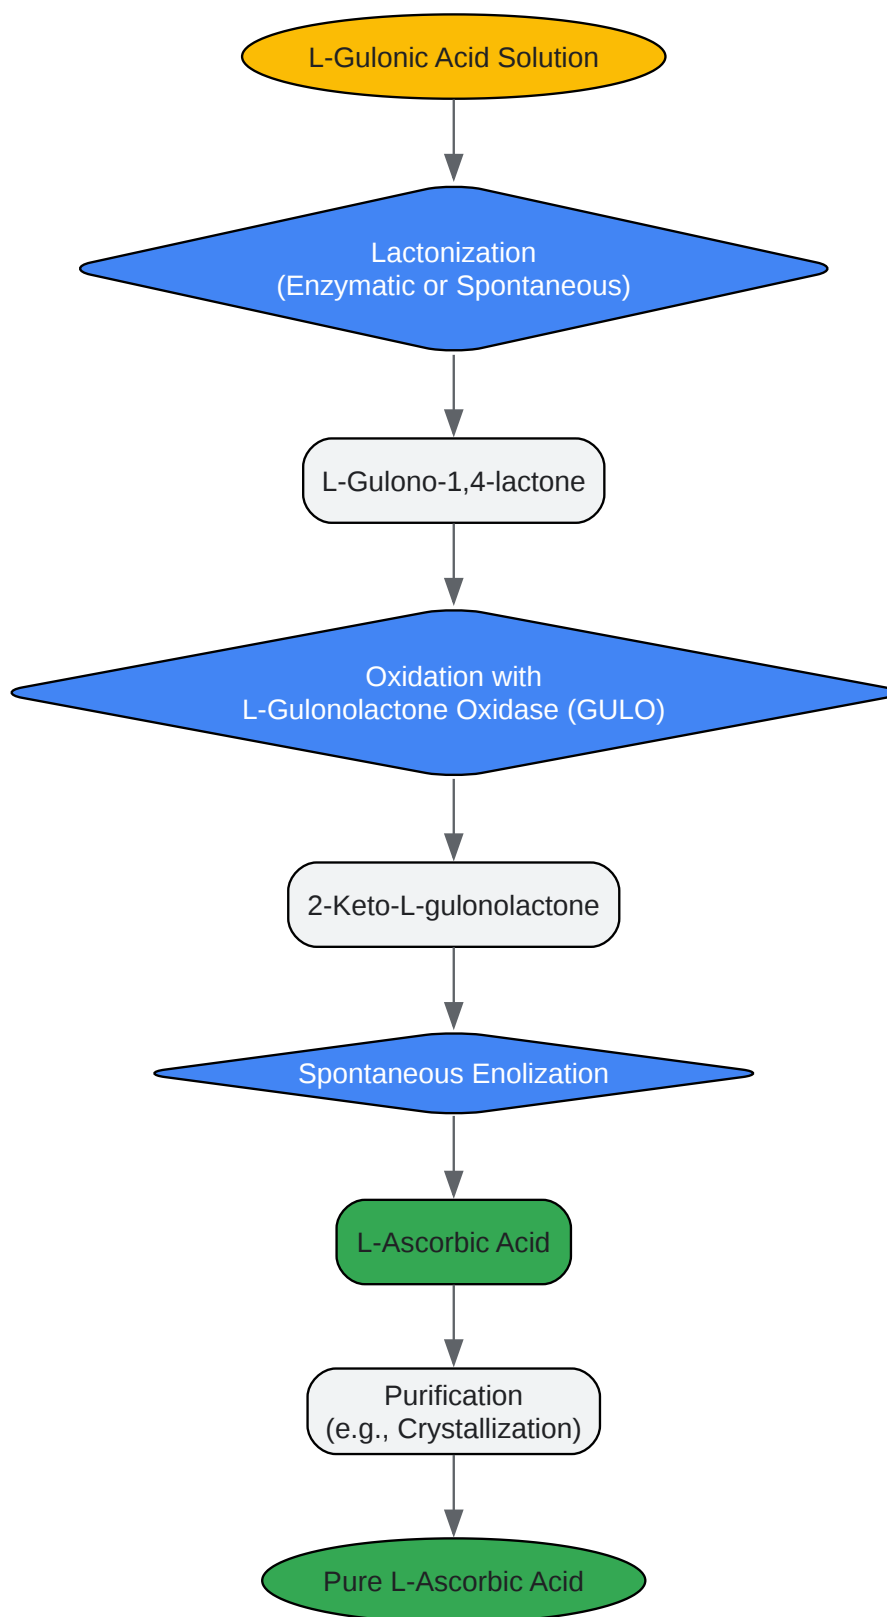 L-Gulonic Acid Solution
Lactonization
(Enzymatic or Spontaneous)
L-Gulono-1,4-lactone
Oxidation with
L-Gulonolactone Oxidase (GULO)
2-Keto-L-gulonolactone
Spontaneous Enolization
L-Ascorbic Acid
Purification
(e.g., Crystallization)
Pure L-Ascorbic Acid